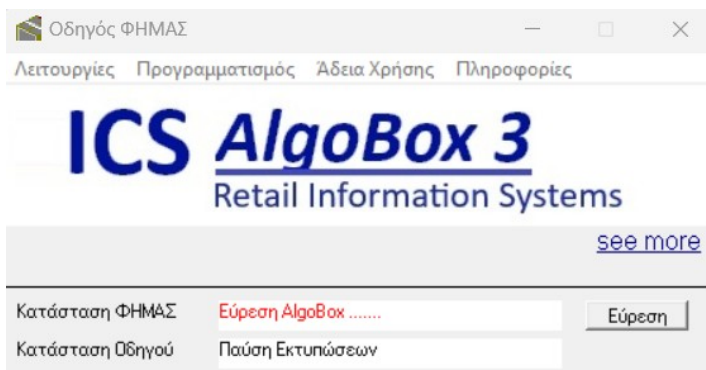 Οδηγός ΦΗΜΑΣ
Λειτουργίες Προγραμματισμός Άδεια Χρήσης Πληροφορίες
ICS AlgoBox 3
Retail Information Systems
see more
Κατάσταση ΦΗΜΑΣ Εύρεση AlgoBox ....... Εύρεση
Κατάσταση Οδηγού Παύση Εκτυπώσεων